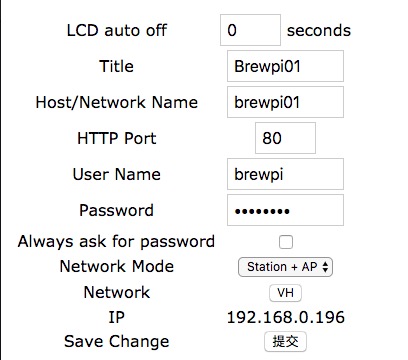 LCD auto off 0 seconds
Title Brewpi01
Host/Network Name brewpi01
HTTP Port 80
User Name brewpi
Password ••••••••
Always ask for password
Network Mode Station + AP
Network VH
IP 192.168.0.196
Save Change 提交